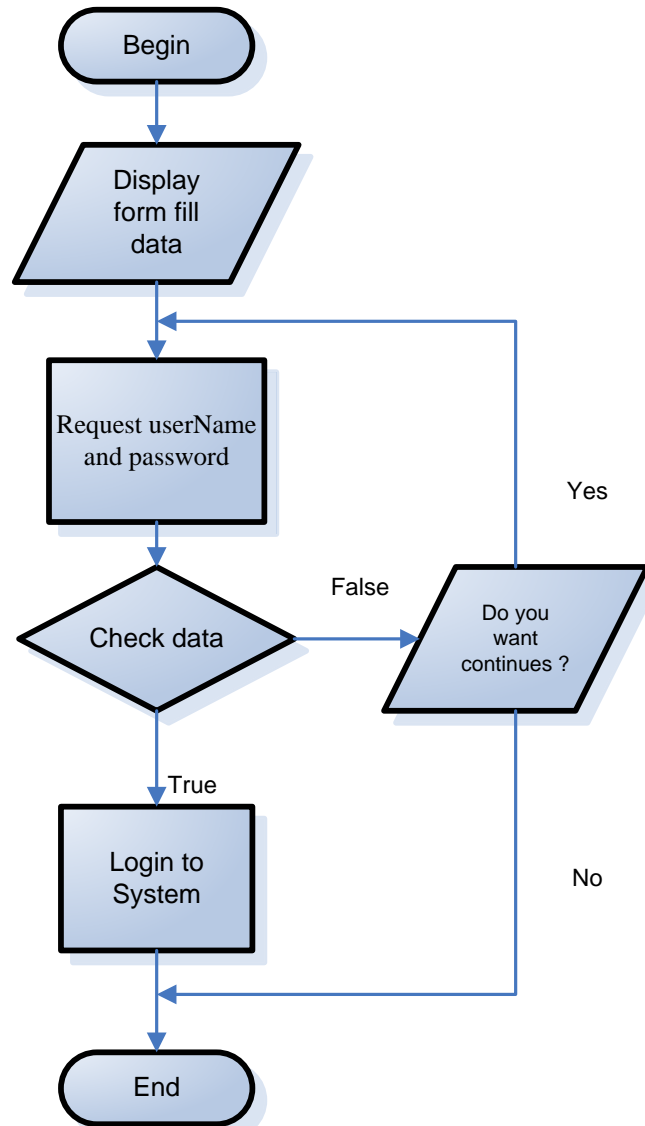 Begin
Display
form fill
data
Request userName
and password
Yes
False
Check data
Do you
want
continues ?
True
Login to
System
No
End